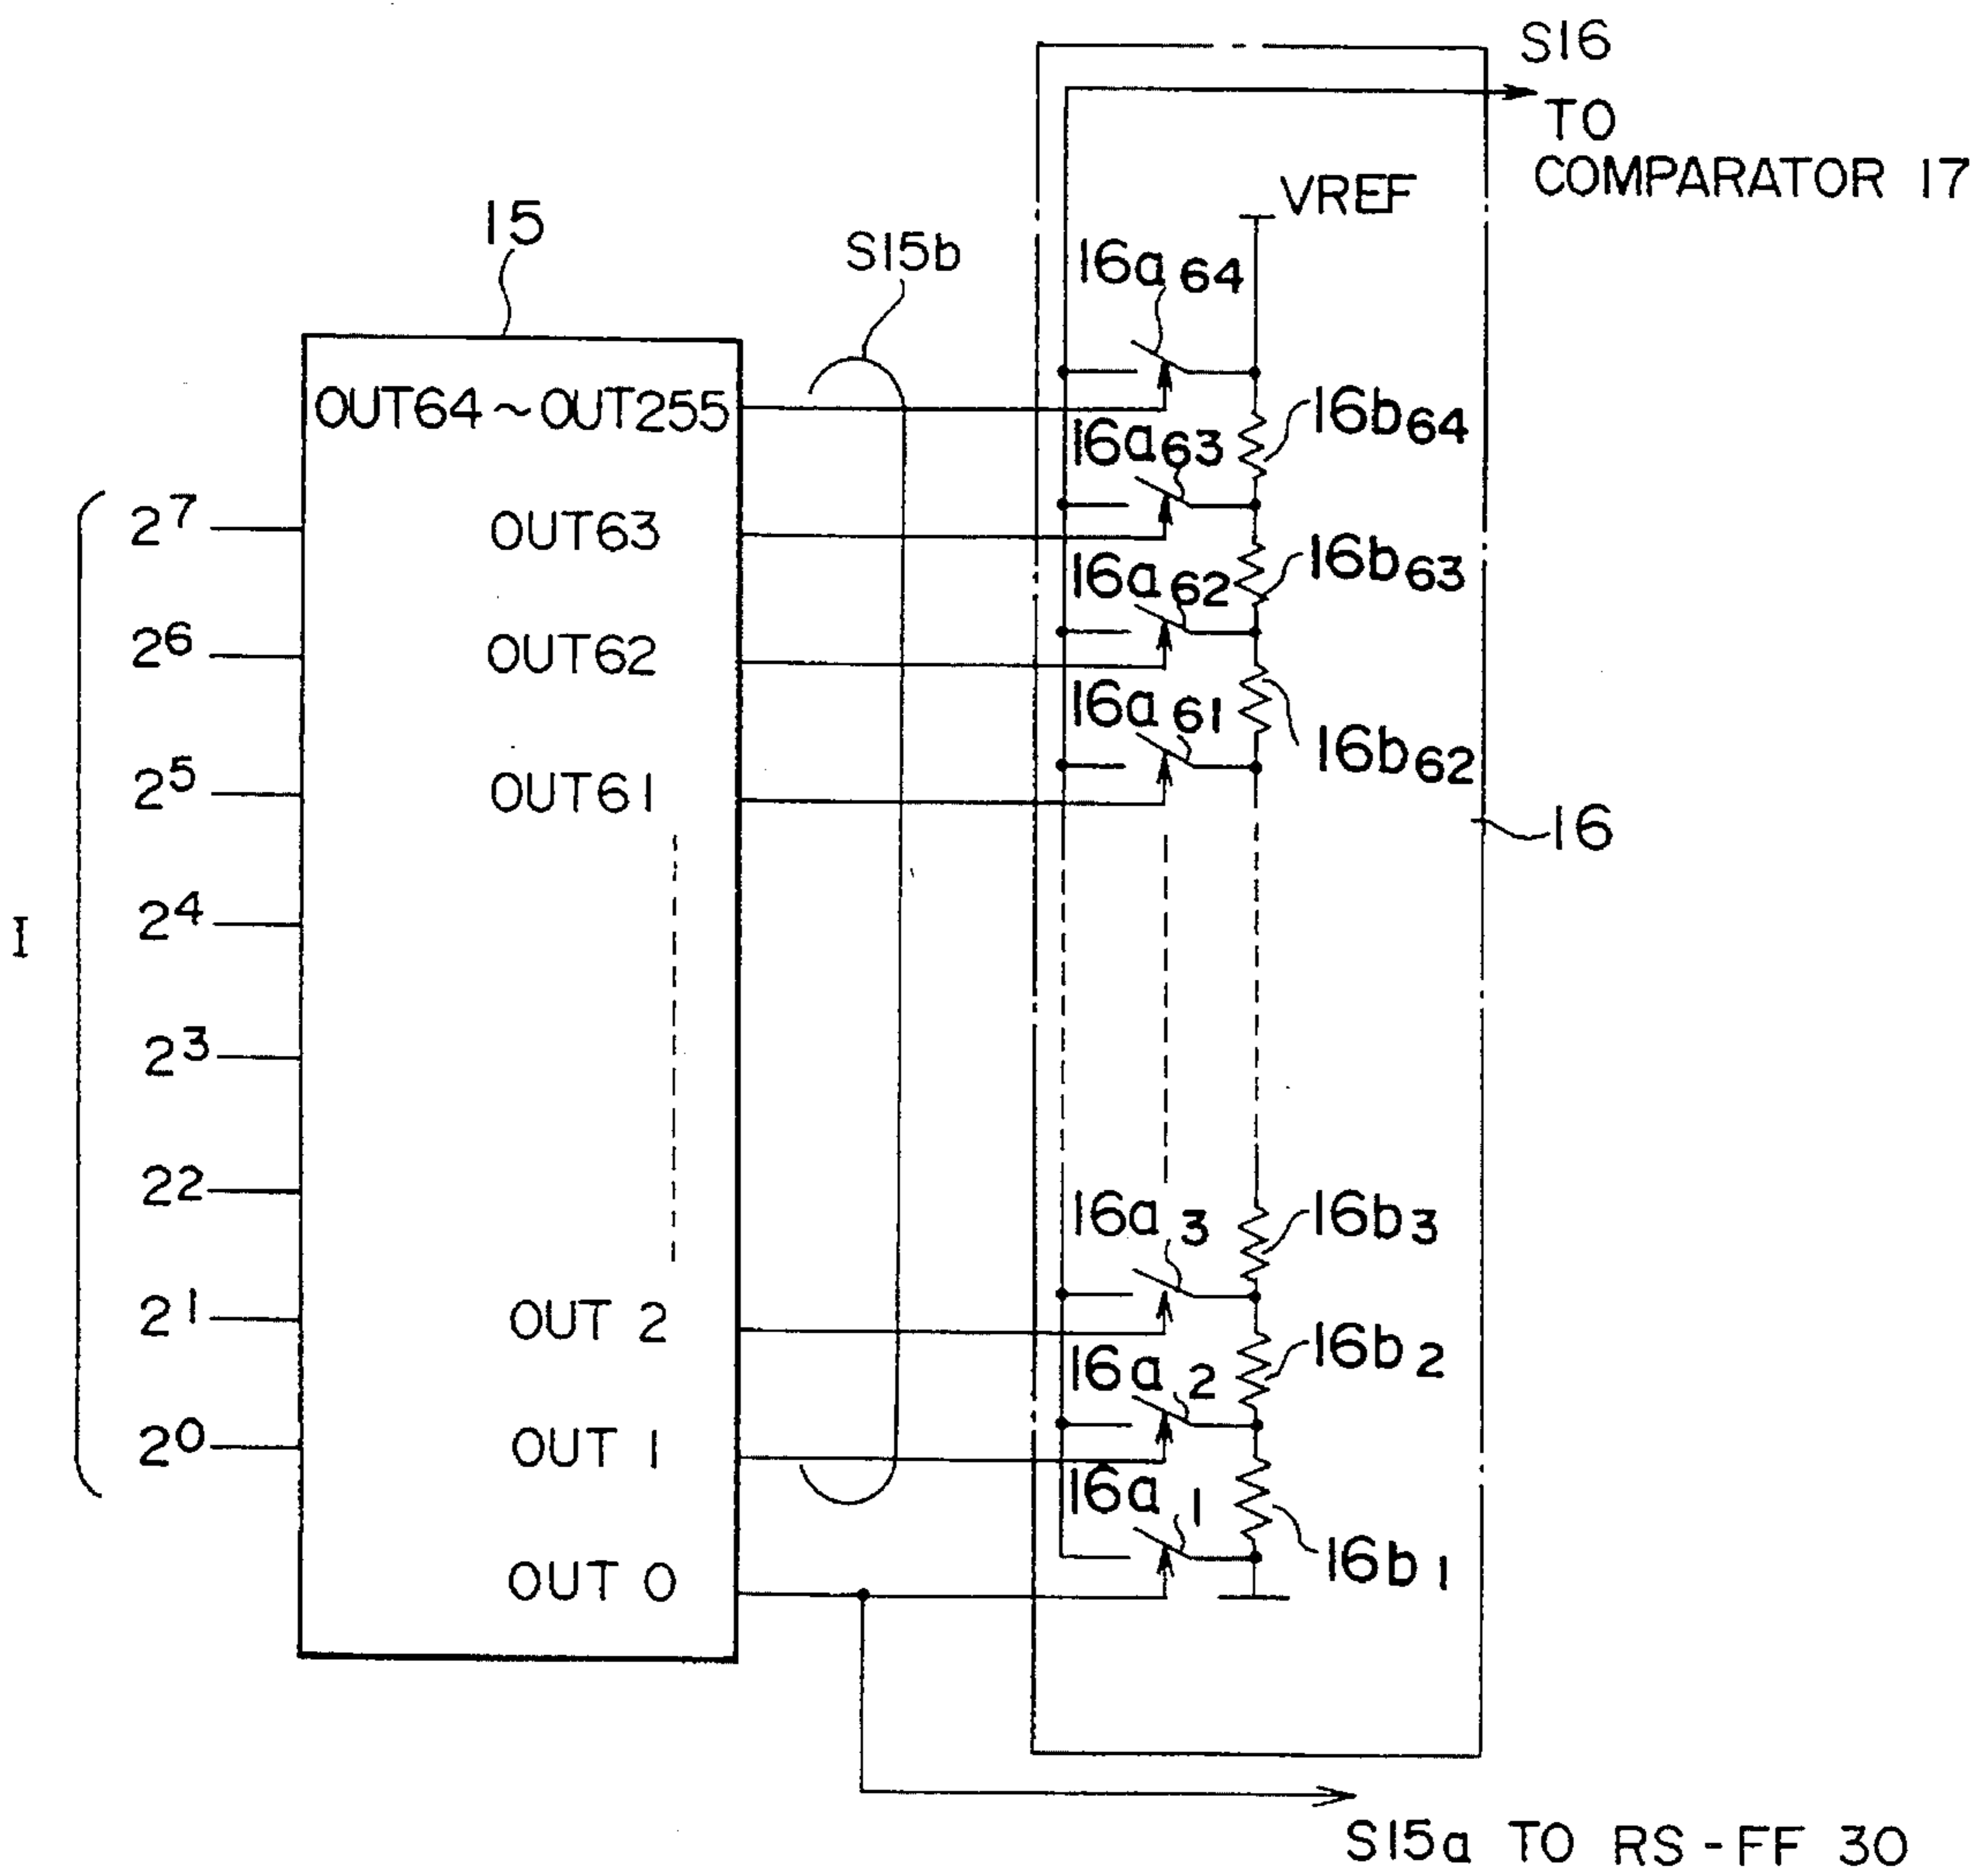 S16
TO
COMPARATOR 17
VREF
15
S15b
16a64
OUT64~OUT255
16b64
16a63
2^7
OUT63
16b63
16a62
2^6
OUT62
16a61
16b62
2^5
OUT61
16
2^4
I
2^3
2^2
16a3
16b3
2^1
OUT 2
16b2
16a2
2^0
OUT 1
16a1
16b1
OUT 0
S15a TO RS-FF 30